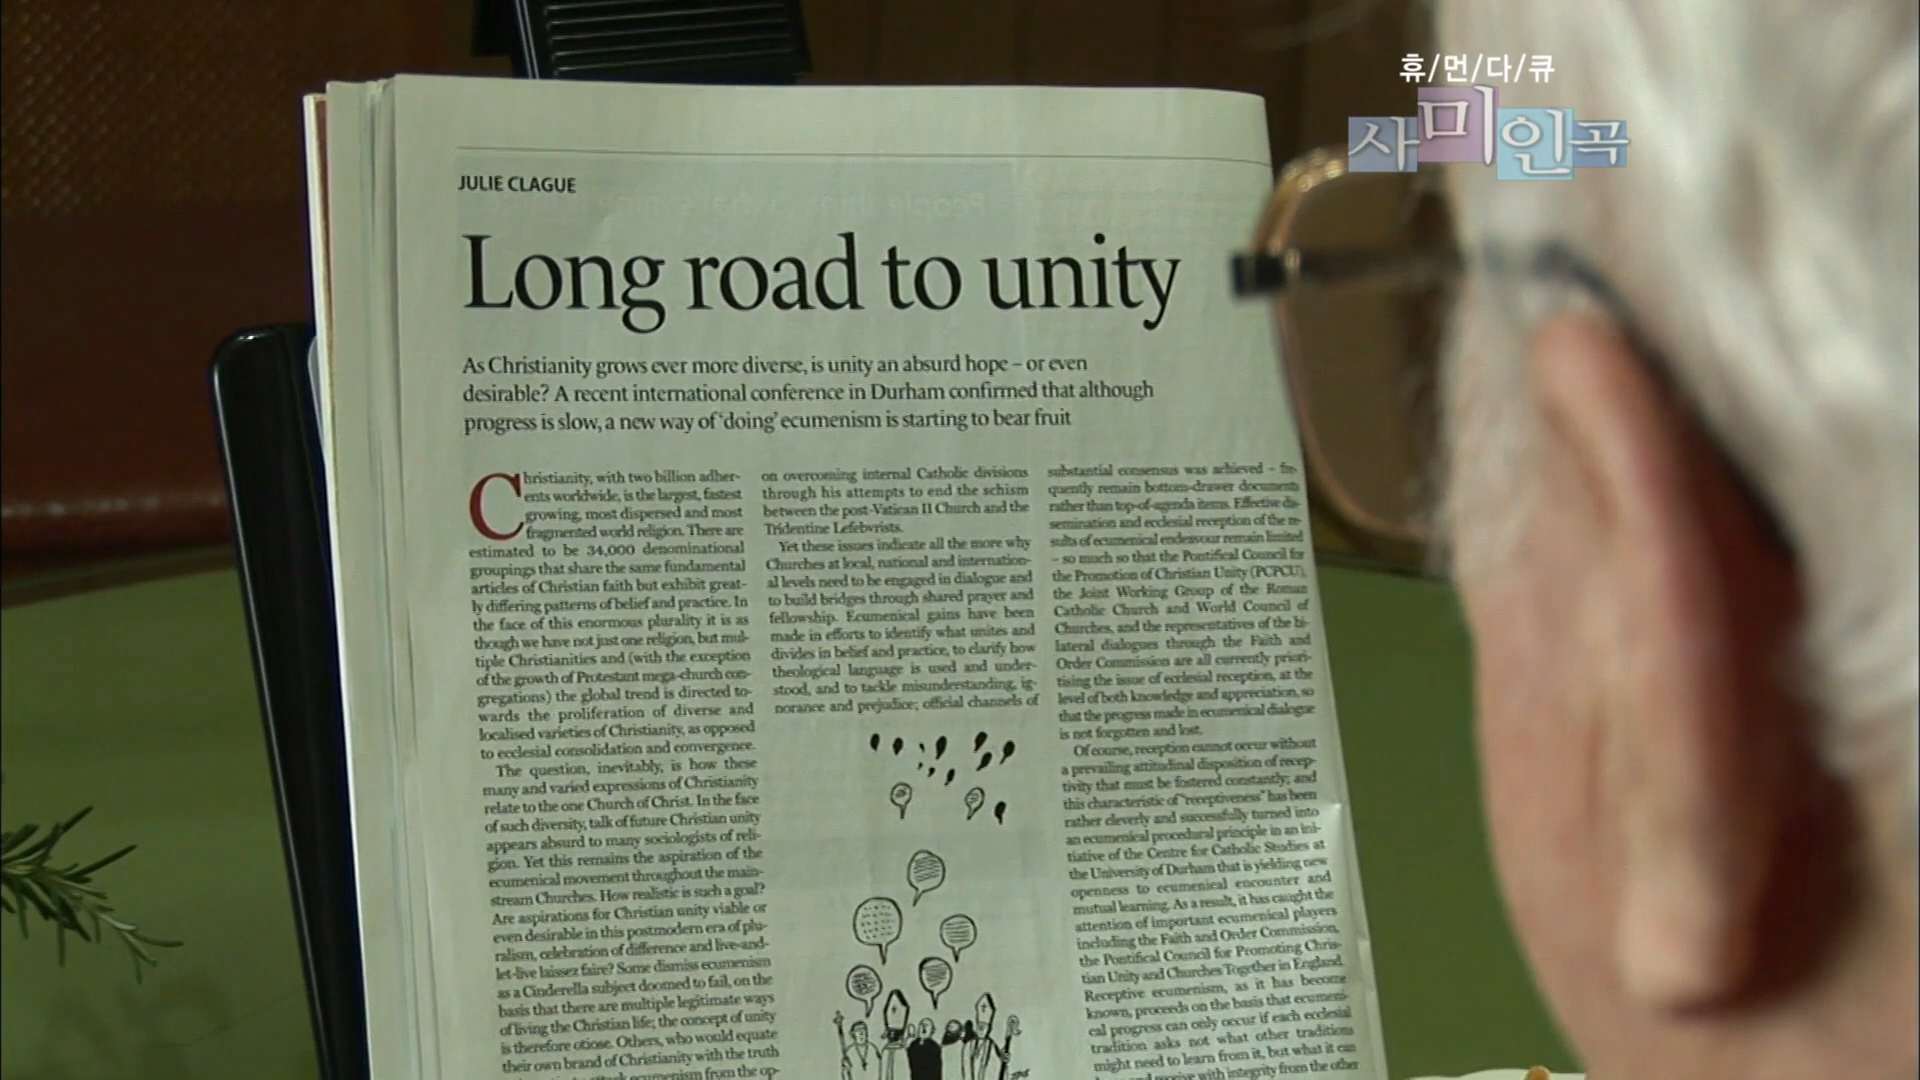 휴/먼/다/큐
사미인곡
JULIE CLAGUE
Long road to unity
As Christianity grows ever more diverse, is unity an absurd hope – or even
desirable? A recent international conference in Durham confirmed that although
progress is slow, a new way of 'doing' ecumenism is starting to bear fruit
Christianity, with two billion adher-
ents worldwide, is the largest, fastest
growing, most dispersed and most
fragmented world religion. There are
estimated to be 34,000 denominational
groupings that share the same fundamental
articles of Christian faith but exhibit great-
ly differing patterns of belief and practice. In
the face of this enormous plurality it is as
though we have not just one religion, but mul-
tiple Christianities and (with the exception
of the growth of Protestant mega-church con-
gregations) the global trend is directed to-
wards the proliferation of diverse and
localised varieties of Christianity, as opposed
to ecclesial consolidation and convergence.
The question, inevitably, is how these
many and varied expressions of Christianity
relate to the one Church of Christ. In the face
of such diversity, talk of future Christian unity
appears absurd to many sociologists of reli-
gion. Yet this remains the aspiration of the
ecumenical movement throughout the main-
stream Churches. How realistic is such a goal?
Are aspirations for Christian unity viable or
even desirable in this postmodern era of plu-
ralism, celebration of difference and live-and-
let-live laissez faire? Some dismiss ecumenism
as a Cinderella subject doomed to fail, on the
basis that there are multiple legitimate ways
of living the Christian life; the concept of unity
is therefore otiose. Others, who would equate
their own brand of Christianity with the truth
ecumenism from the op-
on overcoming internal Catholic divisions
through his attempts to end the schism
between the post-Vatican II Church and the
Tridentine Lefebvrists.
Yet these issues indicate all the more why
Churches at local, national and internation-
al levels need to be engaged in dialogue and
to build bridges through shared prayer and
fellowship. Ecumenical gains have been
made in efforts to identify what unites and
divides in belief and practice, to clarify how
theological language is used and under-
stood, and to tackle misunderstanding, ig-
norance and prejudice; official channels of
substantial consensus was achieved – fre-
quently remain bottom-drawer documents
rather than top-of-agenda items. Effective dis-
semination and ecclesial reception of the re-
sults of ecumenical endeavour remain limited
– so much so that the Pontifical Council for
the Promotion of Christian Unity (PCPCU),
the Joint Working Group of the Roman
Catholic Church and World Council of
Churches, and the representatives of the bi-
lateral dialogues through the Faith and
Order Commission are all currently priori-
tising the issue of ecclesial reception, at the
level of both knowledge and appreciation, so
that the progress made in ecumenical dialogue
is not forgotten and lost.
Of course, reception cannot occur without
a prevailing attitudinal disposition of recep-
tivity that must be fostered constantly; and
this characteristic of "receptiveness" has been
rather cleverly and successfully turned into
an ecumenical procedural principle in an ini-
tiative of the Centre for Catholic Studies at
the University of Durham that is yielding new
openness to ecumenical encounter and
mutual learning. As a result, it has caught the
attention of important ecumenical players
including the Faith and Order Commission,
the Pontifical Council for Promoting Chris-
tian Unity and Churches Together in England.
Receptive ecumenism, as it has become
known, proceeds on the basis that ecumeni-
cal progress can only occur if each ecclesial
tradition asks not what other traditions
might need to learn from it, but what it can
with integrity from the other